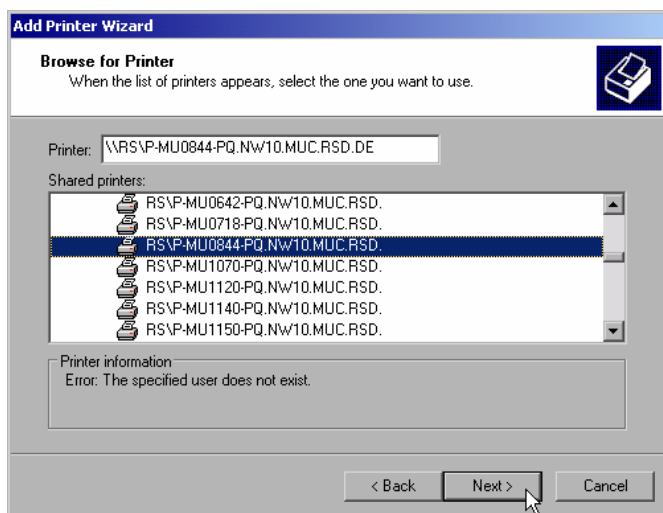 Add Printer Wizard
Browse for Printer
When the list of printers appears, select the one you want to use.
Printer: \\RS\P-MU0844-PQ.NW10.MUC.RSD.DE
Shared printers:
RS\P-MU0642-PQ.NW10.MUC.RSD.
RS\P-MU0718-PQ.NW10.MUC.RSD.
RS\P-MU0844-PQ.NW10.MUC.RSD.
RS\P-MU1070-PQ.NW10.MUC.RSD.
RS\P-MU1120-PQ.NW10.MUC.RSD.
RS\P-MU1140-PQ.NW10.MUC.RSD.
RS\P-MU1150-PQ.NW10.MUC.RSD.
Printer information
Error: The specified user does not exist.
< Back Next > Cancel